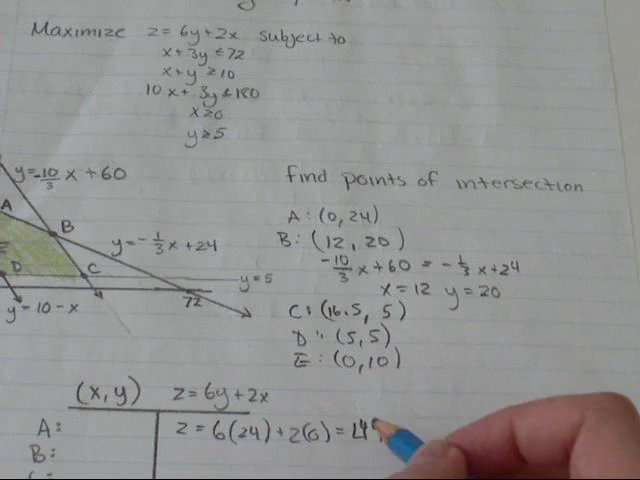 Maximize z = 6y + 2x subject to
x + 3y ≤ 72
x + y ≥ 10
10x + 3y ≤ 180
x ≥ 0
y ≥ 5
y = -10/3 x + 60
A
B
y = -1/3 x + 24
E
D
C
y = 5
72
y = 10 - x
find points of intersection
A: (0, 24)
B: (12, 20)
-10/3 x + 60 = -1/3 x + 24
x = 12 y = 20
C: (16.5, 5)
D: (5, 5)
E: (0, 10)
(x, y) z = 6y + 2x
A: z = 6(24) + 2(0) = 14
B: